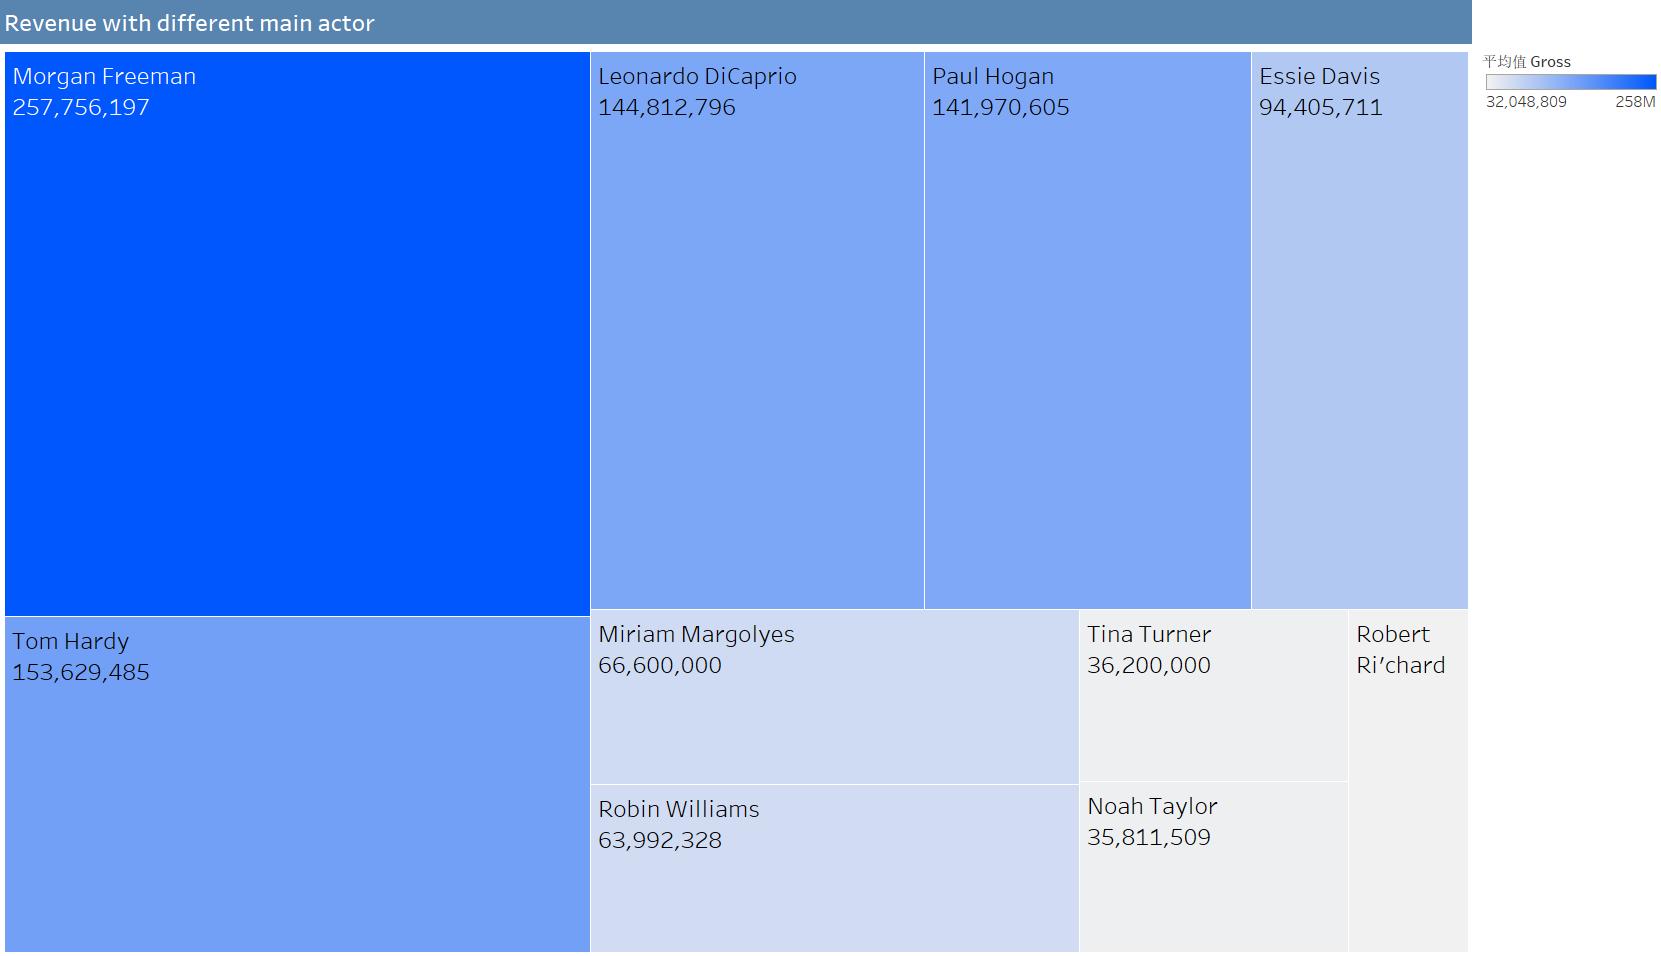 Revenue with different main actor
Morgan Freeman
257,756,197
Leonardo DiCaprio
144,812,796
Paul Hogan
141,970,605
Essie Davis
94,405,711
平均值 Gross
32,048,809 258M
Tom Hardy
153,629,485
Miriam Margolyes
66,600,000
Tina Turner
36,200,000
Robert
Ri'chard
Robin Williams
63,992,328
Noah Taylor
35,811,509